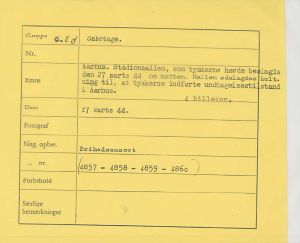 Gruppe 6.8d Sabotage.
Nr.
Emne Aarhus. Stadionhallen, som tyskerne havde beslaglagt
den 27 marts 44 om natten. Hallen ødelagdes helt.
ning til, at tyskerne indførte undtagelsestilstand
i Aarhus.
4 billeder.
Dato 27 marts 44.
Fotograf
Neg. opbev. Frihedsmuseet
„ nr. (4857 - 4858 - 4859 - 4860)
Forbehold
Særlige
bemærkninger